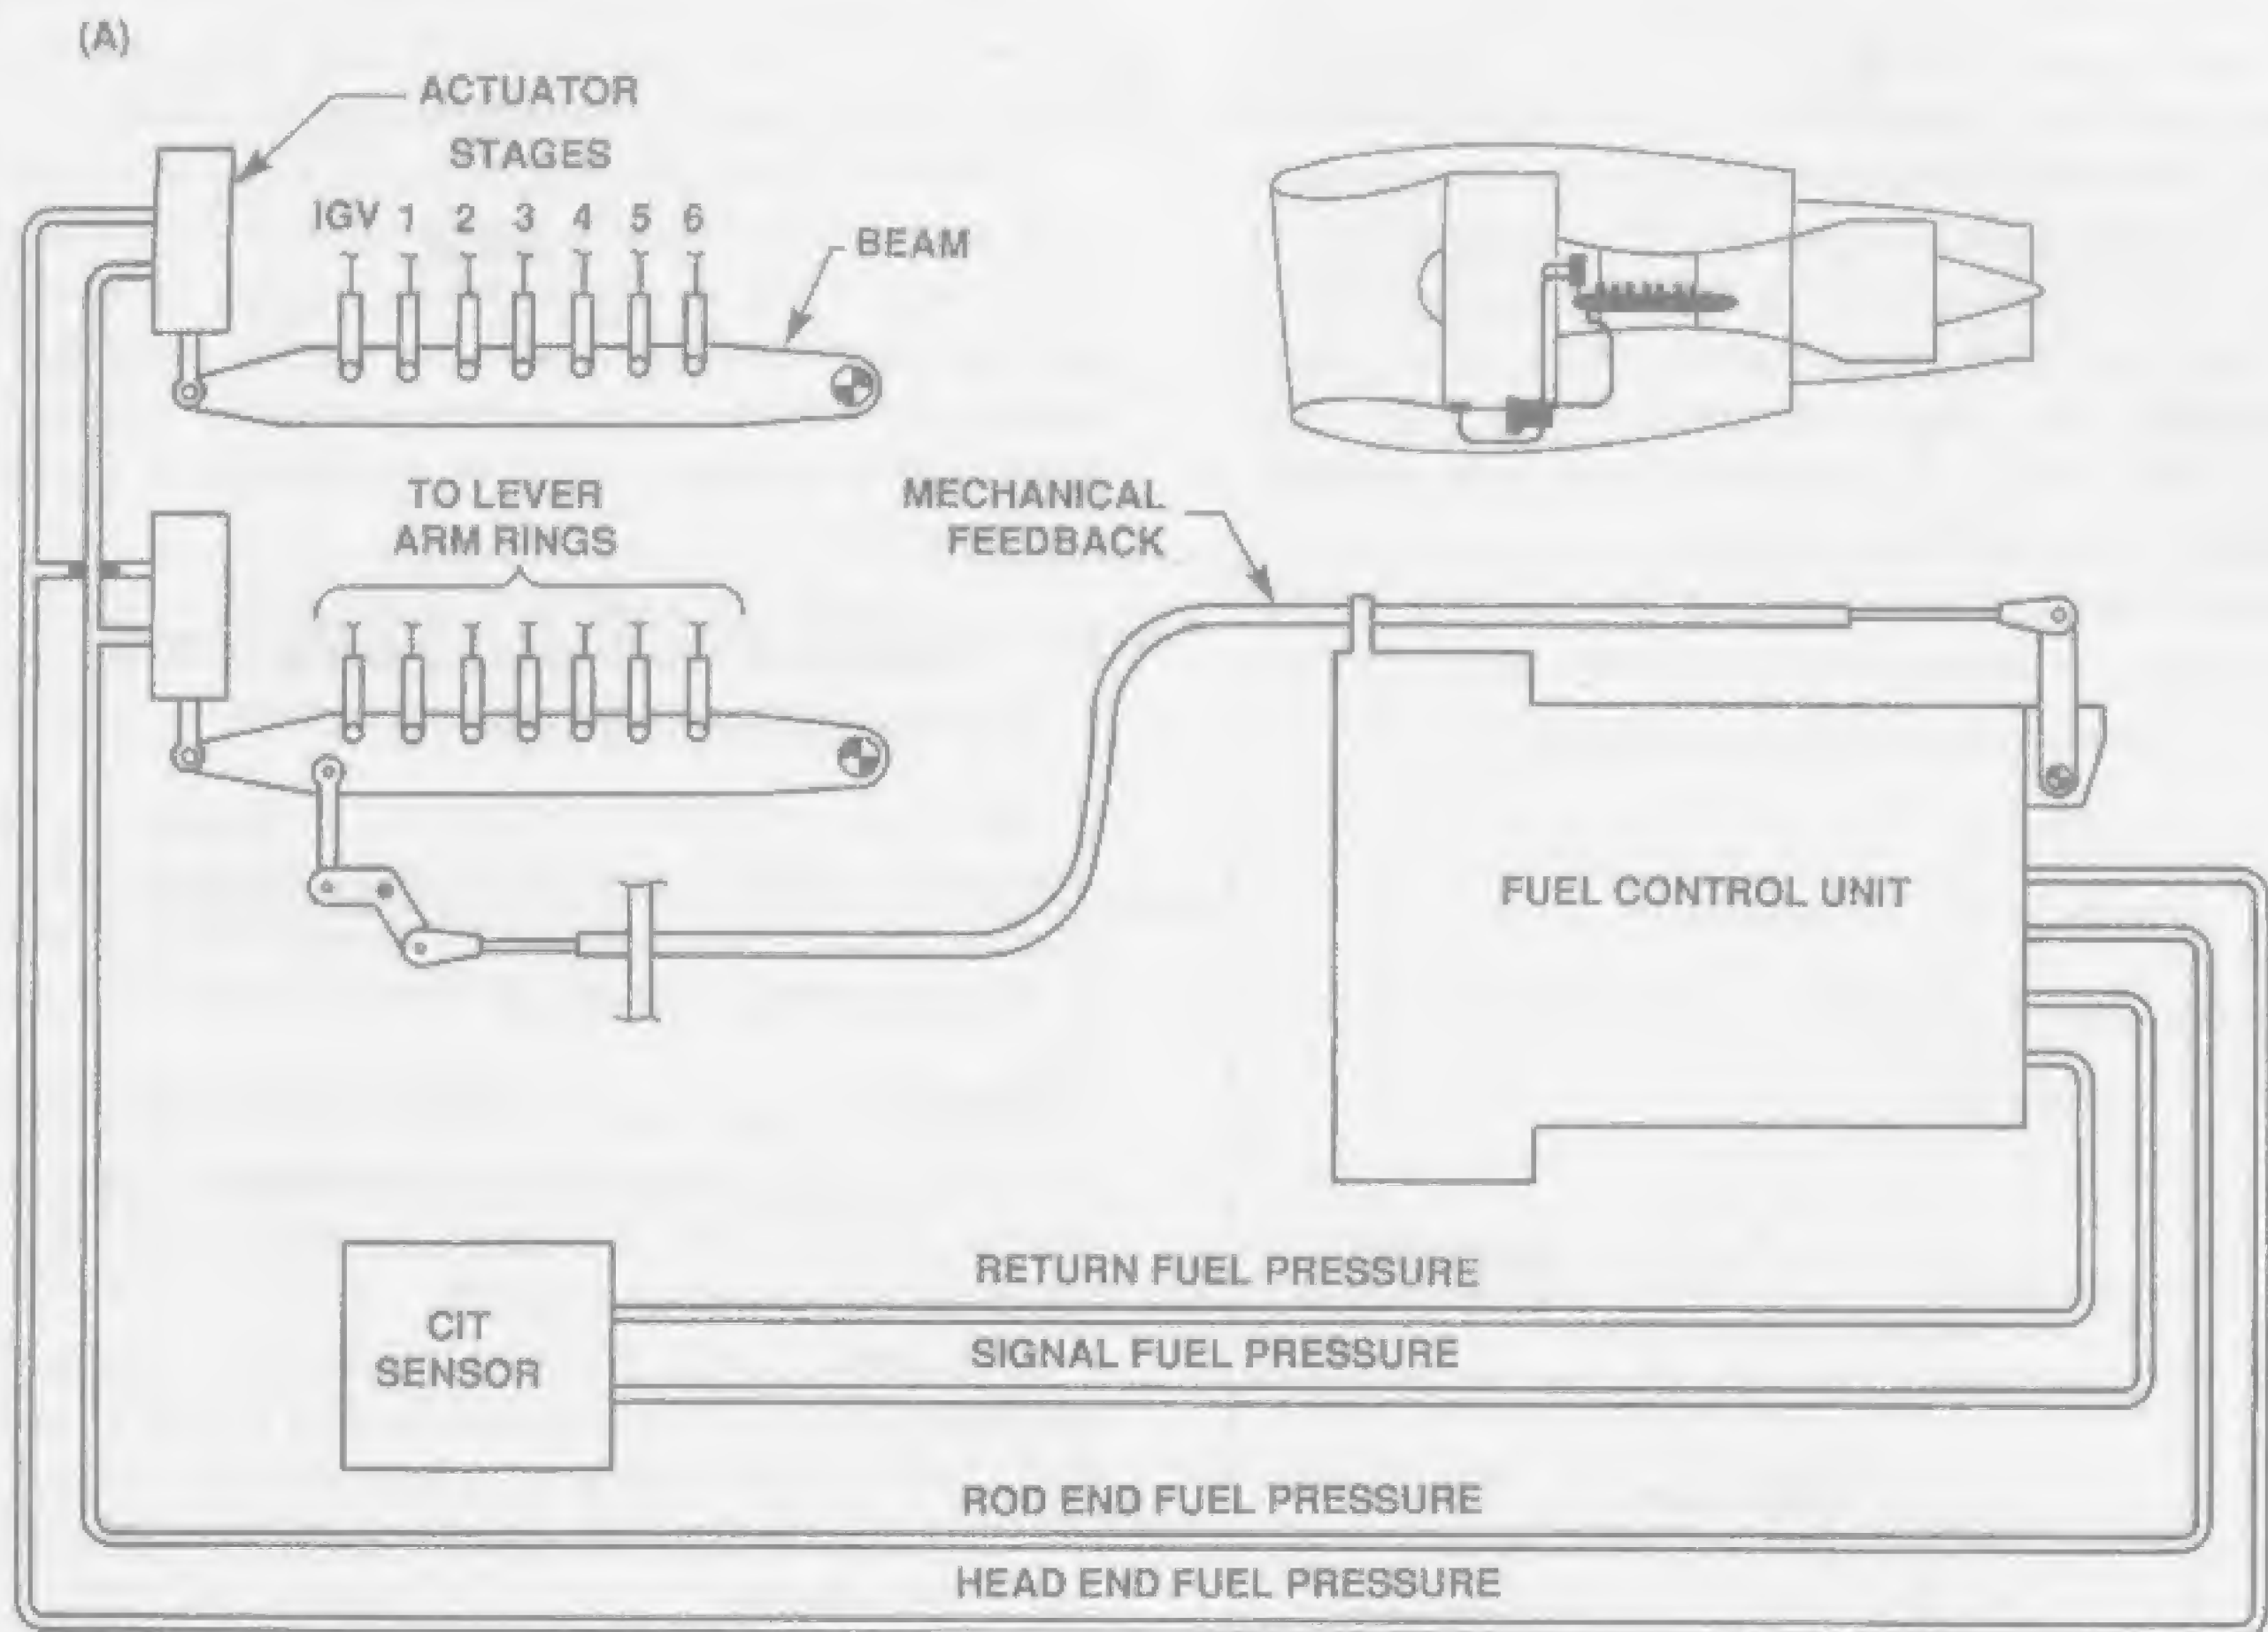 (A)
ACTUATOR
STAGES
IGV 1 2 3 4 5 6
BEAM
TO LEVER
ARM RINGS
MECHANICAL
FEEDBACK
FUEL CONTROL UNIT
CIT
SENSOR
RETURN FUEL PRESSURE
SIGNAL FUEL PRESSURE
ROD END FUEL PRESSURE
HEAD END FUEL PRESSURE